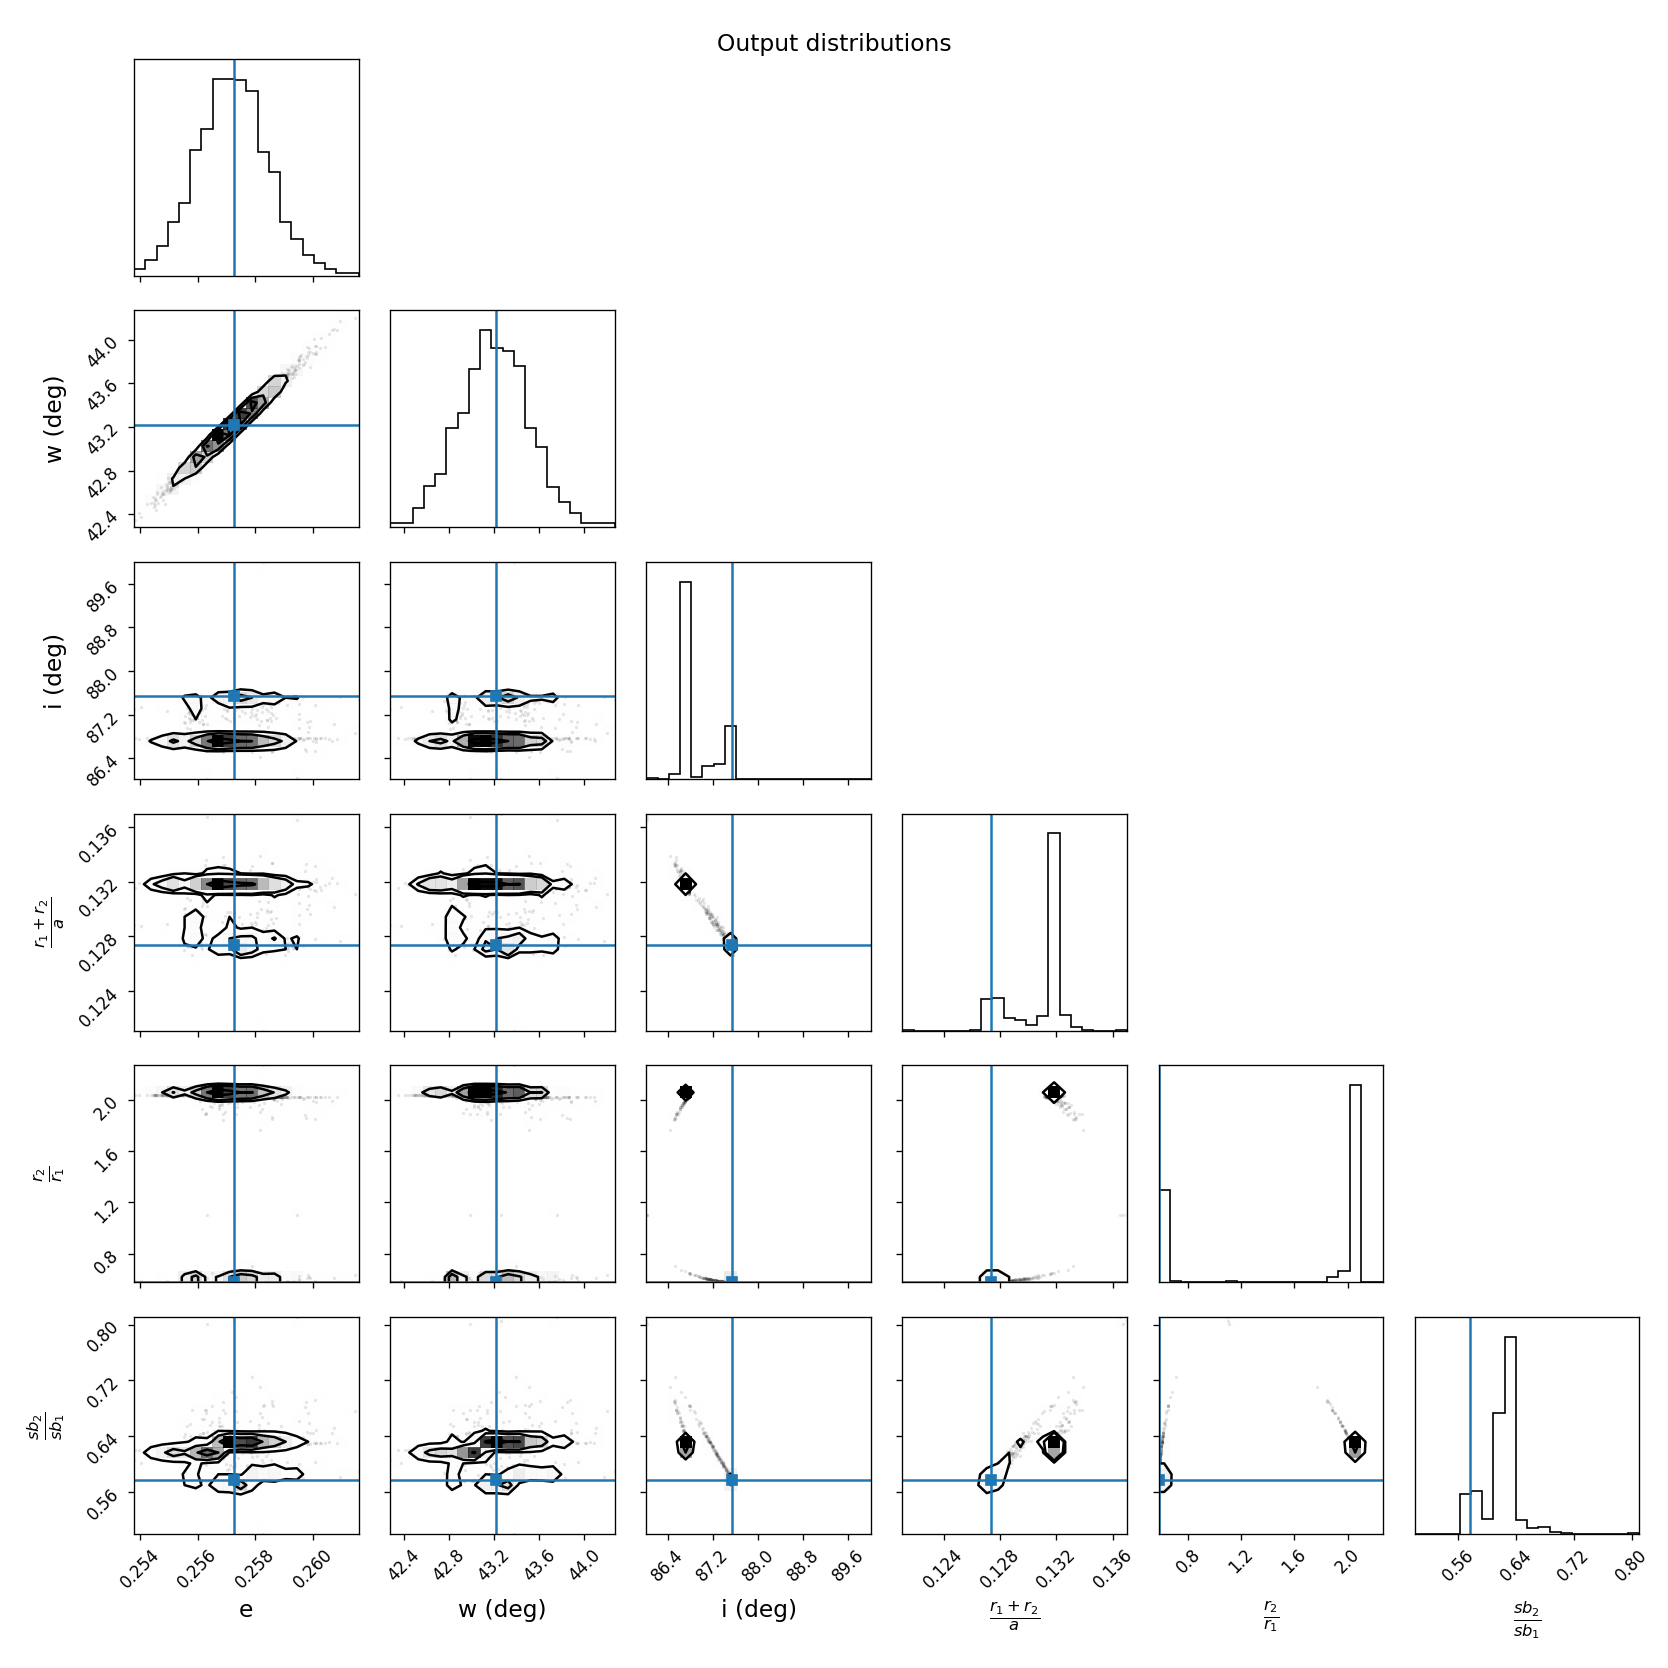 Output distributions
w (deg)
44.0
43.6
43.2
42.8
42.4
i (deg)
89.6
88.8
88.0
87.2
86.4
r₁ + r₂
a
0.136
0.132
0.128
0.124
r₂
r₁
2.0
1.6
1.2
0.8
sb₂
sb₁
0.80
0.72
0.64
0.56
0.254 0.256 0.258 0.260 42.4 42.8 43.2 43.6 44.0 86.4 87.2 88.0 88.8 89.6 0.124 0.128 0.132 0.136 0.8 1.2 1.6 2.0 0.56 0.64 0.72 0.80
e w (deg) i (deg)
r₁ + r₂
a
r₂
r₁
sb₂
sb₁